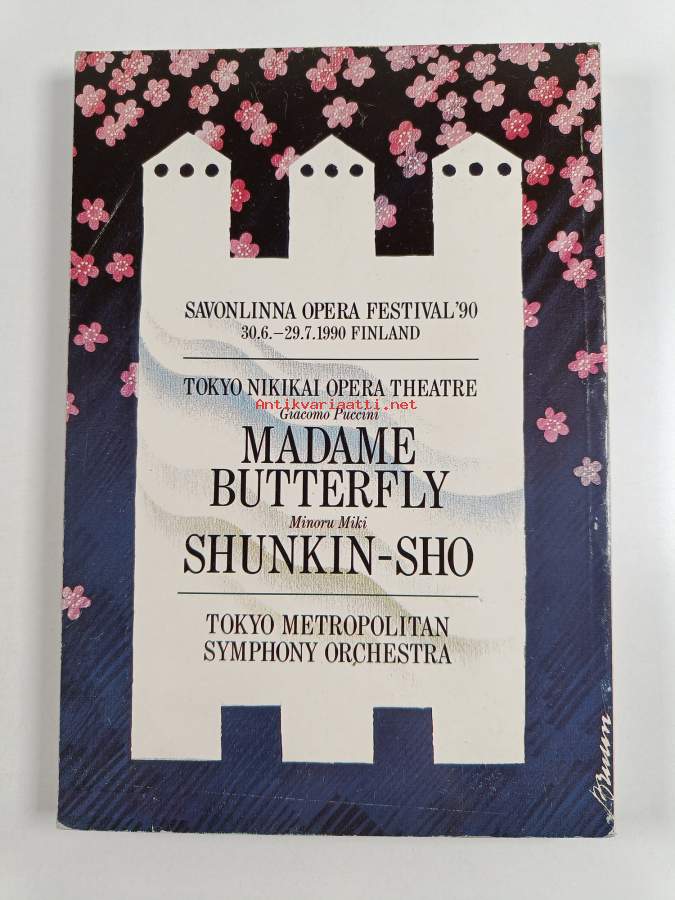 SAVONLINNA OPERA FESTIVAL '90
30.6.–29.7.1990 FINLAND
TOKYO NIKIKAI OPERA THEATRE
Antikvariaatti.net
Giacomo Puccini
MADAME
BUTTERFLY
Minoru Miki
SHUNKIN-SHO
TOKYO METROPOLITAN
SYMPHONY ORCHESTRA